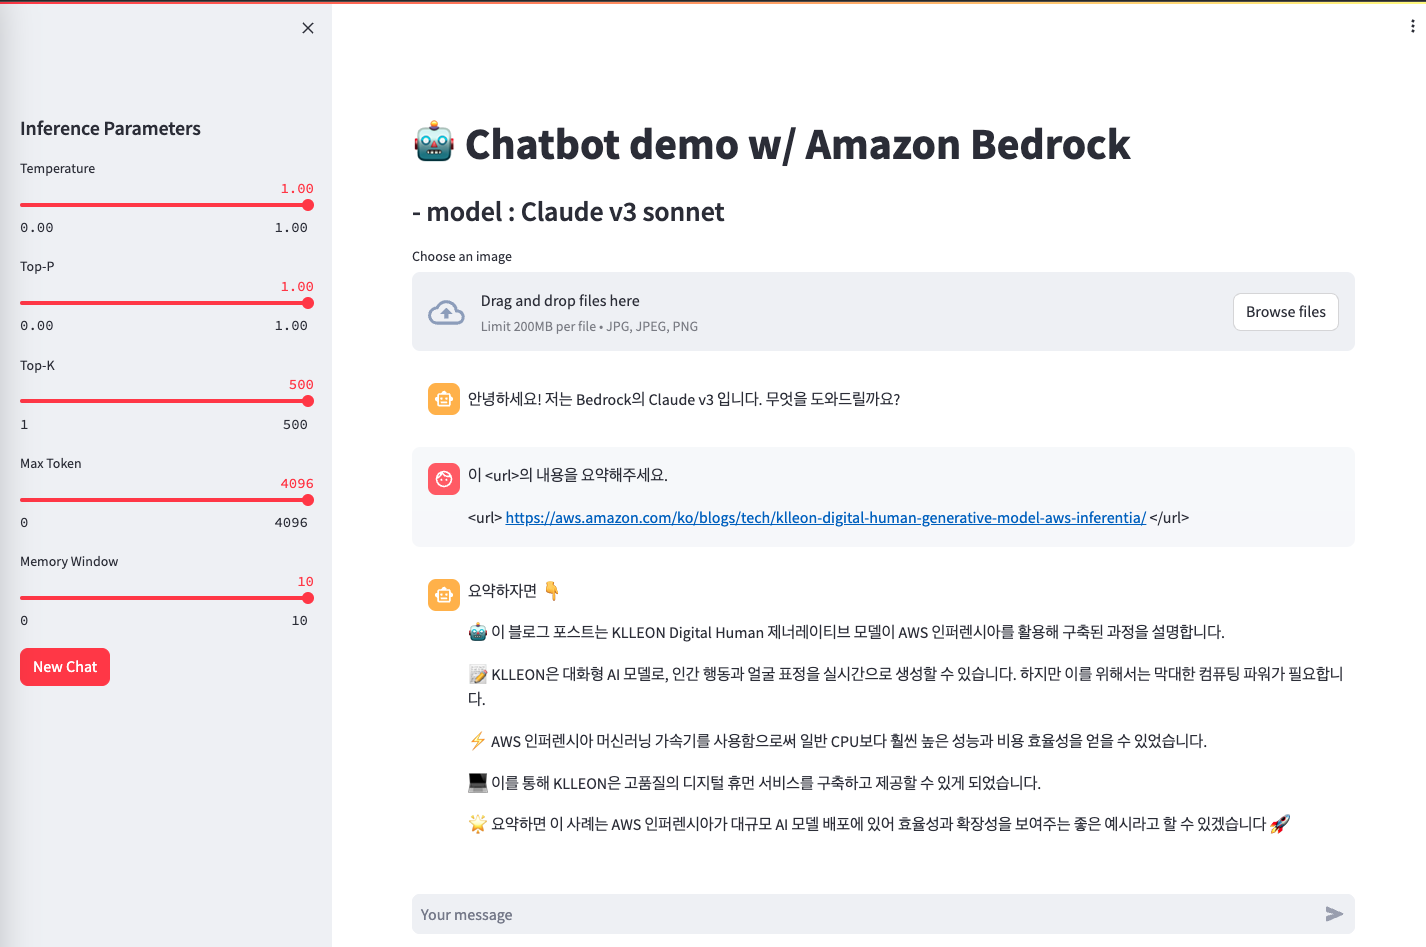 Inference Parameters
Temperature
1.00
0.00 1.00
Top-P
1.00
0.00 1.00
Top-K
500
1 500
Max Token
4096
0 4096
Memory Window
10
0 10
New Chat
Chatbot demo w/ Amazon Bedrock
- model : Claude v3 sonnet
Choose an image
Drag and drop files here
Limit 200MB per file • JPG, JPEG, PNG
Browse files
안녕하세요! 저는 Bedrock의 Claude v3 입니다. 무엇을 도와드릴까요?
이 <url>의 내용을 요약해주세요.
<url> https://aws.amazon.com/ko/blogs/tech/klleon-digital-human-generative-model-aws-inferentia/ </url>
요약하자면 👇
🤖 이 블로그 포스트는 KLLEON Digital Human 제너레이티브 모델이 AWS 인퍼렌시아를 활용해 구축된 과정을 설명합니다.
📝 KLLEON은 대화형 AI 모델로, 인간 행동과 얼굴 표정을 실시간으로 생성할 수 있습니다. 하지만 이를 위해서는 막대한 컴퓨팅 파워가 필요합니
다.
⚡ AWS 인퍼렌시아 머신러닝 가속기를 사용함으로써 일반 CPU보다 훨씬 높은 성능과 비용 효율성을 얻을 수 있었습니다.
💻 이를 통해 KLLEON은 고품질의 디지털 휴먼 서비스를 구축하고 제공할 수 있게 되었습니다.
🌟 요약하면 이 사례는 AWS 인퍼렌시아가 대규모 AI 모델 배포에 있어 효율성과 확장성을 보여주는 좋은 예시라고 할 수 있겠습니다 🚀
Your message